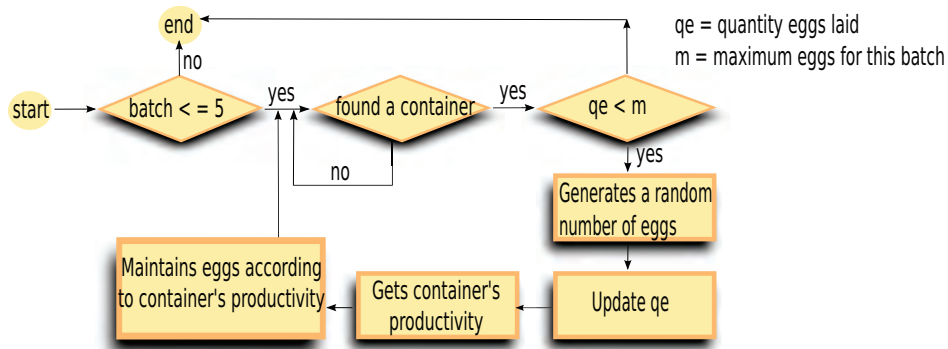 end
qe = quantity eggs laid
m = maximum eggs for this batch
no
start
batch < = 5
yes
found a container
yes
qe < m
no
yes
Generates a random
number of eggs
Maintains eggs according
to container's productivity
Gets container's
productivity
Update qe